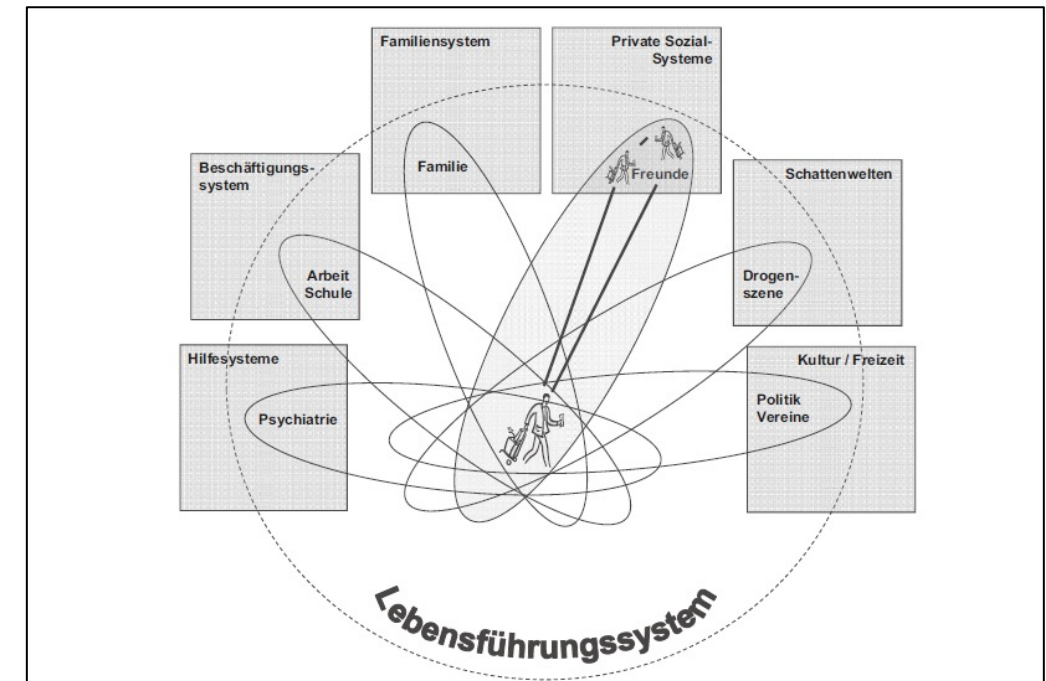 Familiensystem
Private Sozial-
Systeme
Familie
Freunde
Beschäftigungs-
system
Arbeit
Schule
Schattenwelten
Drogen-
szene
Hilfesysteme
Psychiatrie
Kultur / Freizeit
Politik
Vereine
Lebensführungssystem